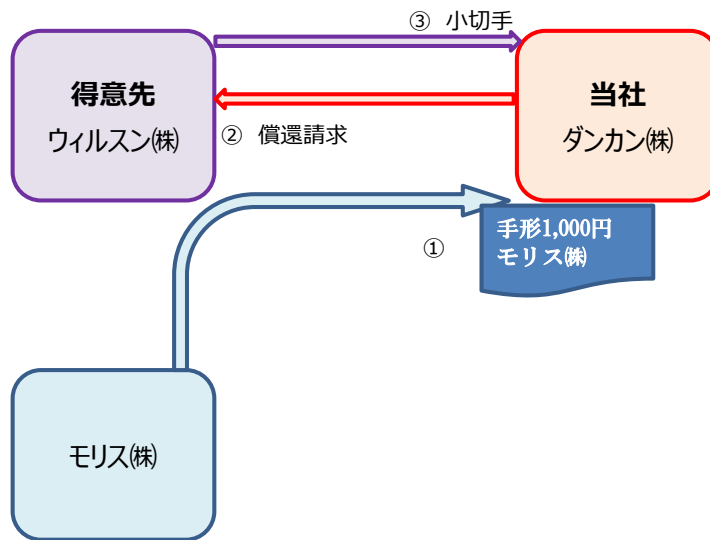 ③ 小切手
得意先
ウィルスン㈱
当社
ダンカン㈱
② 償還請求
手形1,000円
モリス㈱
①
モリス㈱